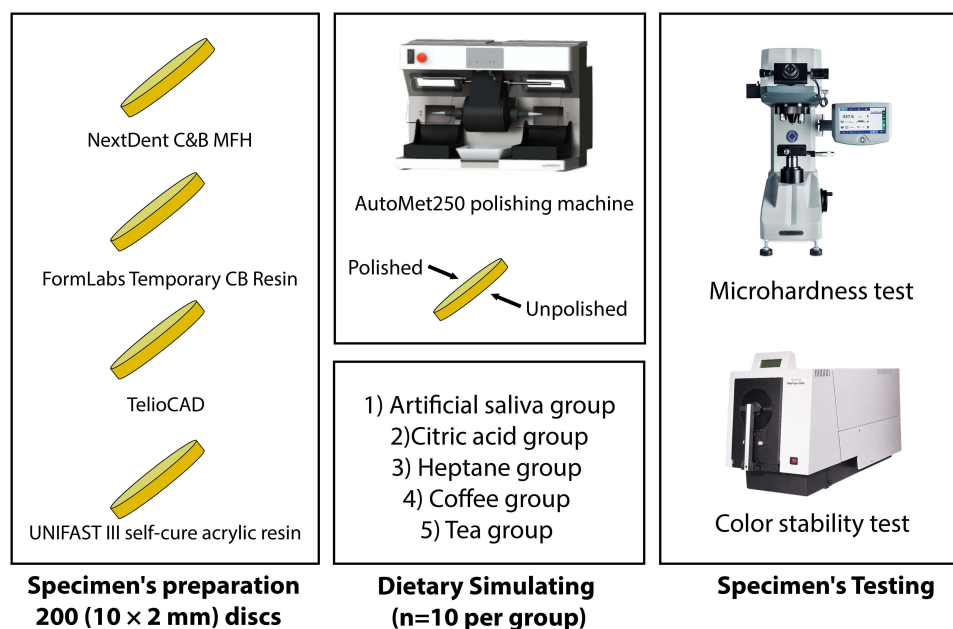 NextDent C&B MFH
FormLabs Temporary CB Resin
TelioCAD
UNIFAST III self-cure acrylic resin
Specimen's preparation
200 (10 × 2 mm) discs
AutoMet250 polishing machine
Polished
Unpolished
1) Artificial saliva group
2)Citric acid group
3) Heptane group
4) Coffee group
5) Tea group
Dietary Simulating
(n=10 per group)
Microhardness test
Color stability test
Specimen's Testing